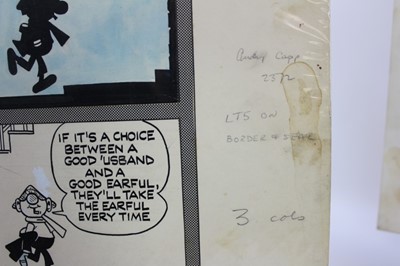 Andy Capp
2572
LTS ON
BORDER &
3 cols
IF IT'S A CHOICE
BETWEEN A
GOOD 'USBAND
AND A
GOOD EARFUL,
THEY'LL TAKE
THE EARFUL
EVERY TIME